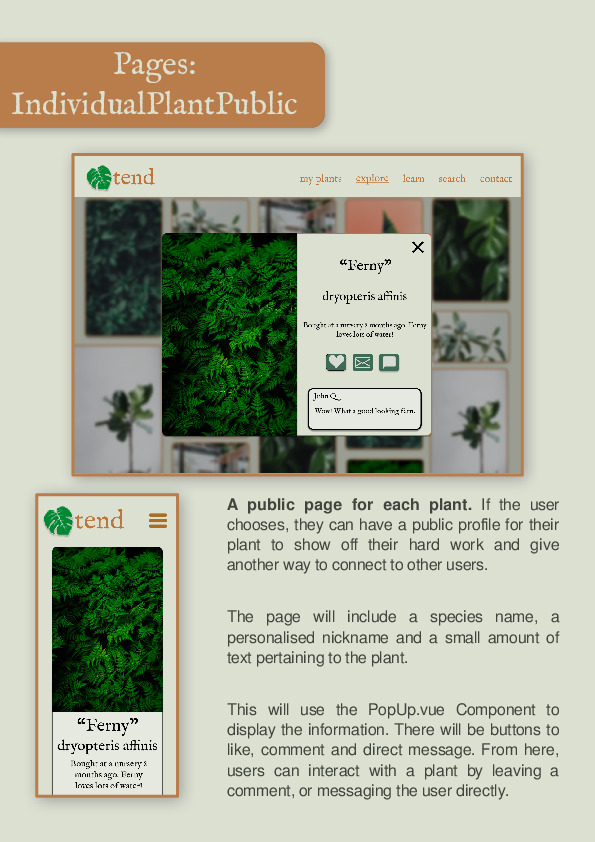 Pages:
IndividualPlantPublic
tend
my plants explore learn search contact
“Ferny”
dryopteris affinis
Bought at a nursery 8 months ago. Ferny
loves lots of water!
John Q.
Wow! What a good looking fern.
tend
“Ferny”
dryopteris affinis
Bought at a nursery 8
months ago. Ferny
loves lots of water!
A public page for each plant. If the user
chooses, they can have a public profile for their
plant to show off their hard work and give
another way to connect to other users.
The page will include a species name, a
personalised nickname and a small amount of
text pertaining to the plant.
This will use the PopUp.vue Component to
display the information. There will be buttons to
like, comment and direct message. From here,
users can interact with a plant by leaving a
comment, or messaging the user directly.